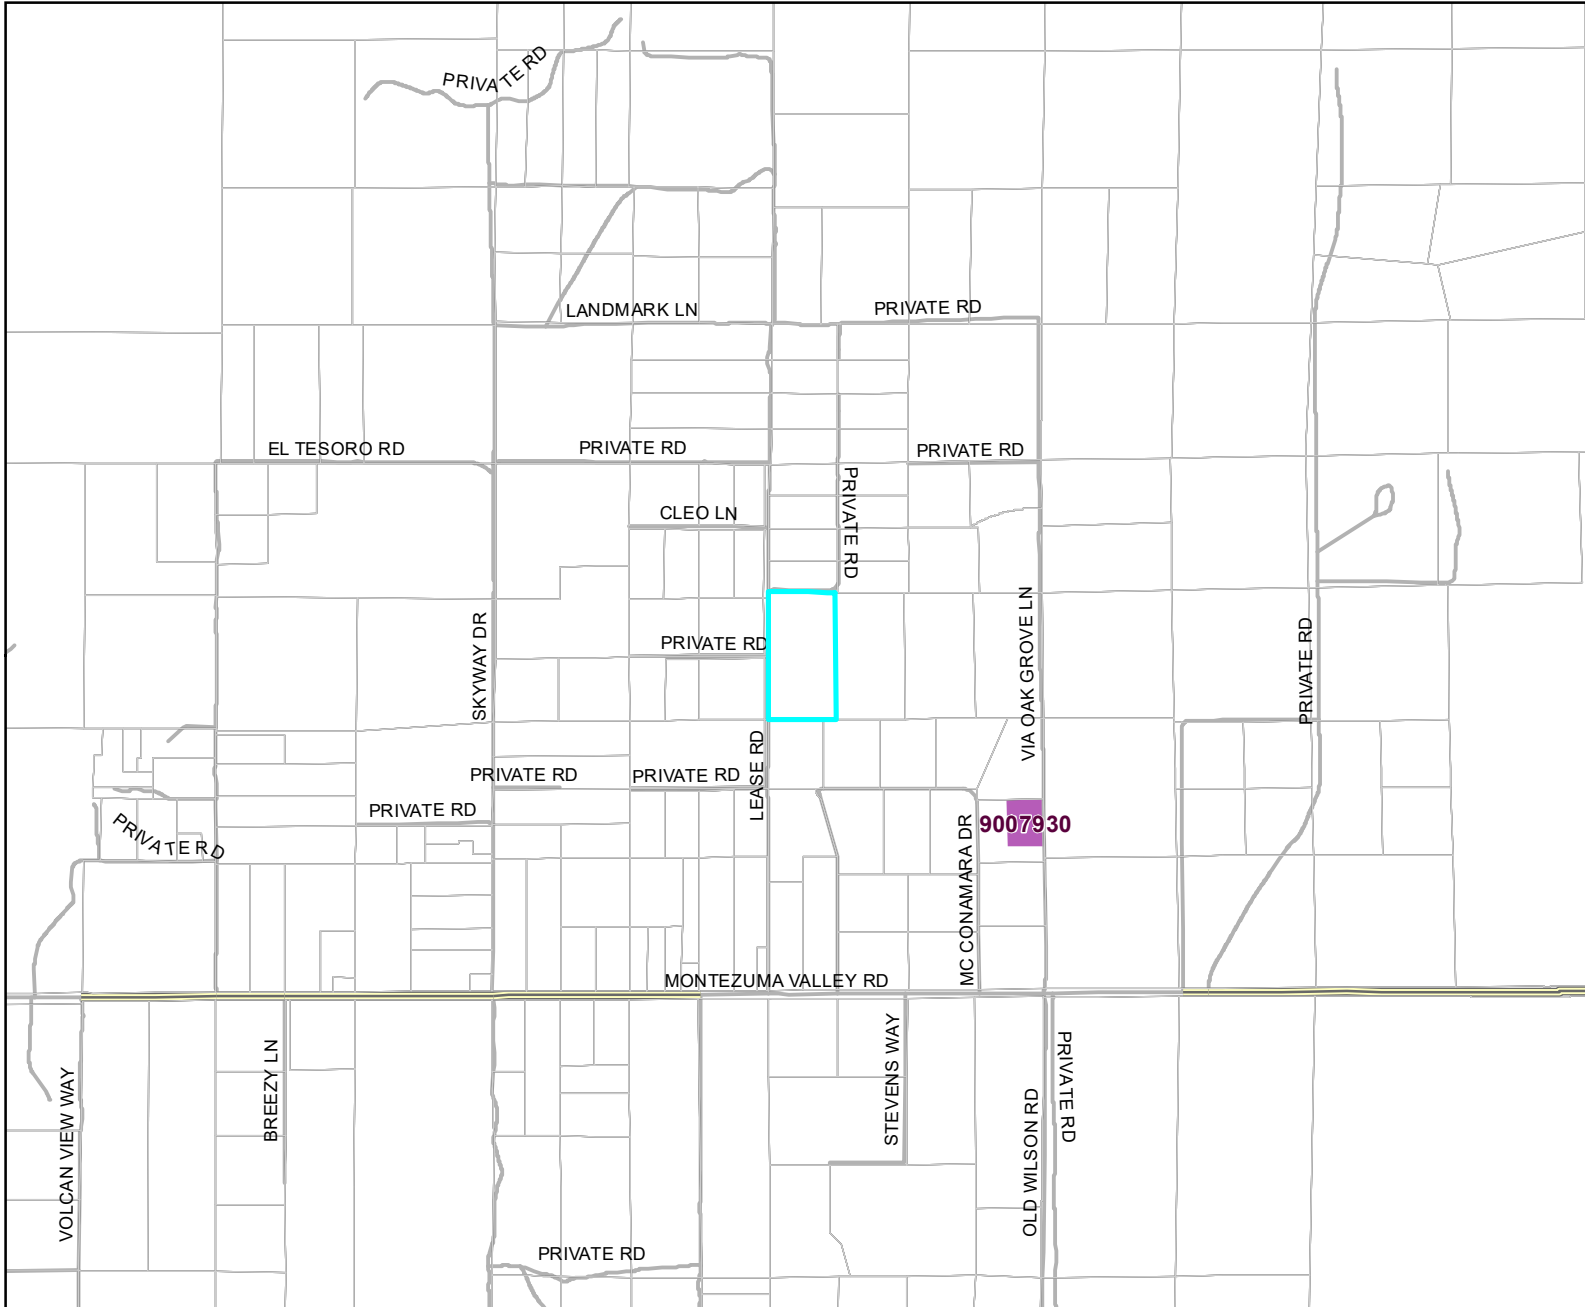 PRIVATE RD
LANDMARK LN
PRIVATE RD
EL TESORO RD
PRIVATE RD
PRIVATE RD
PRIVATE RD
CLEO LN
SKYWAY DR
PRIVATE RD
VIA OAK GROVE LN
PRIVATE RD
LEASE RD
PRIVATE RD
PRIVATE RD
PRIVATE RD
PRIVATE RD
MC CONAMARA DR
9007930
MONTEZUMA VALLEY RD
VOLCAN VIEW WAY
BREEZY LN
STEVENS WAY
OLD WILSON RD
PRIVATE RD
PRIVATE RD